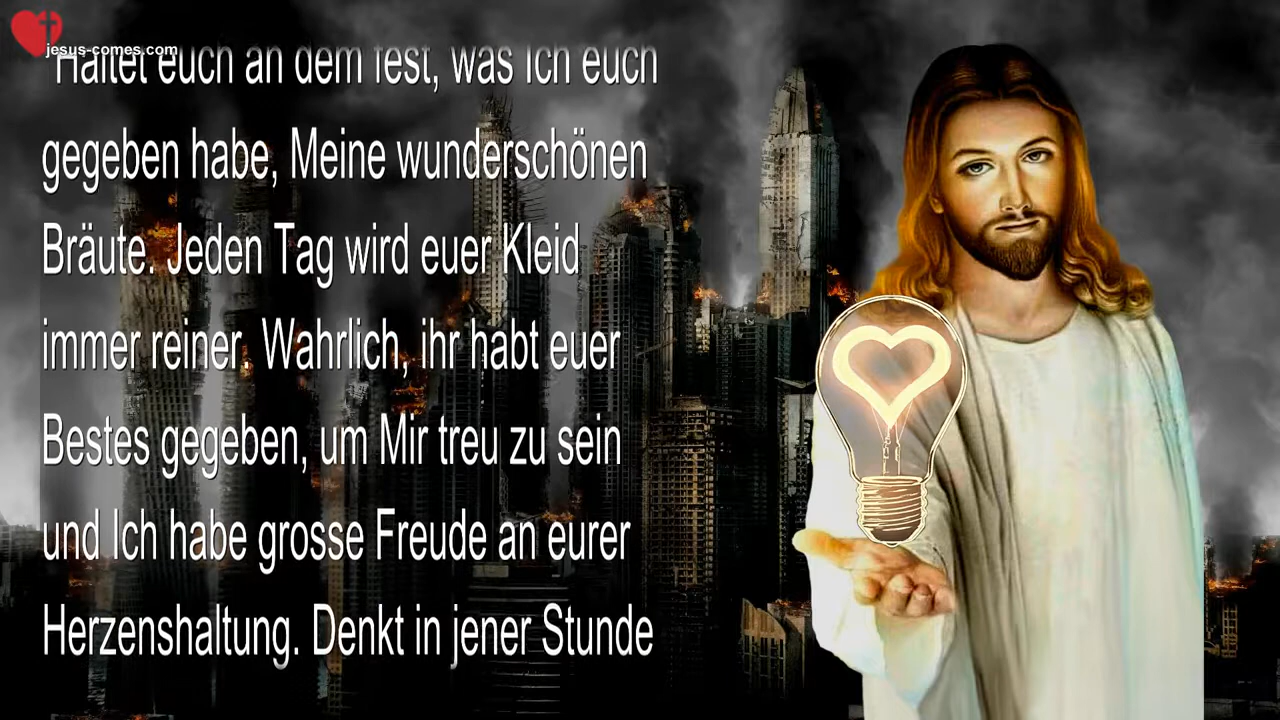 jesus-comes.com
"Haltet euch an dem fest, was Ich euch
gegeben habe, Meine wunderschönen
Bräute. Jeden Tag wird euer Kleid
immer reiner. Wahrlich, ihr habt euer
Bestes gegeben, um Mir treu zu sein
und Ich habe grosse Freude an eurer
Herzenshaltung. Denkt in jener Stunde